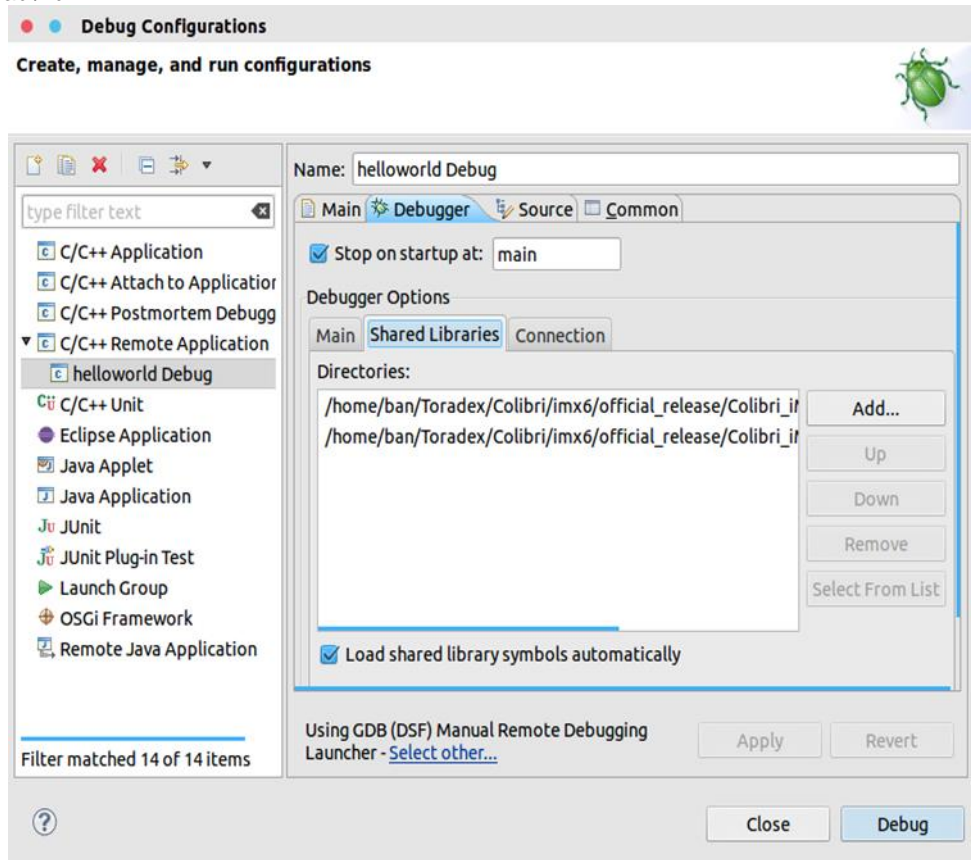 Debug Configurations
Create, manage, and run configurations
type filter text
C/C++ Application
C/C++ Attach to Application
C/C++ Postmortem Debugg
C/C++ Remote Application
helloworld Debug
C/C++ Unit
Eclipse Application
Java Applet
Java Application
JUnit
JUnit Plug-in Test
Launch Group
OSGi Framework
Remote Java Application
Filter matched 14 of 14 items
Name: helloworld Debug
Main Debugger Source Common
Stop on startup at: main
Debugger Options
Main Shared Libraries Connection
Directories:
/home/ban/Toradex/Colibri/imx6/official_release/Colibri_iM
/home/ban/Toradex/Colibri/imx6/official_release/Colibri_iM
Add...
Up
Down
Remove
Select From List
Load shared library symbols automatically
Using GDB (DSF) Manual Remote Debugging
Launcher - Select other...
Apply Revert
Close Debug